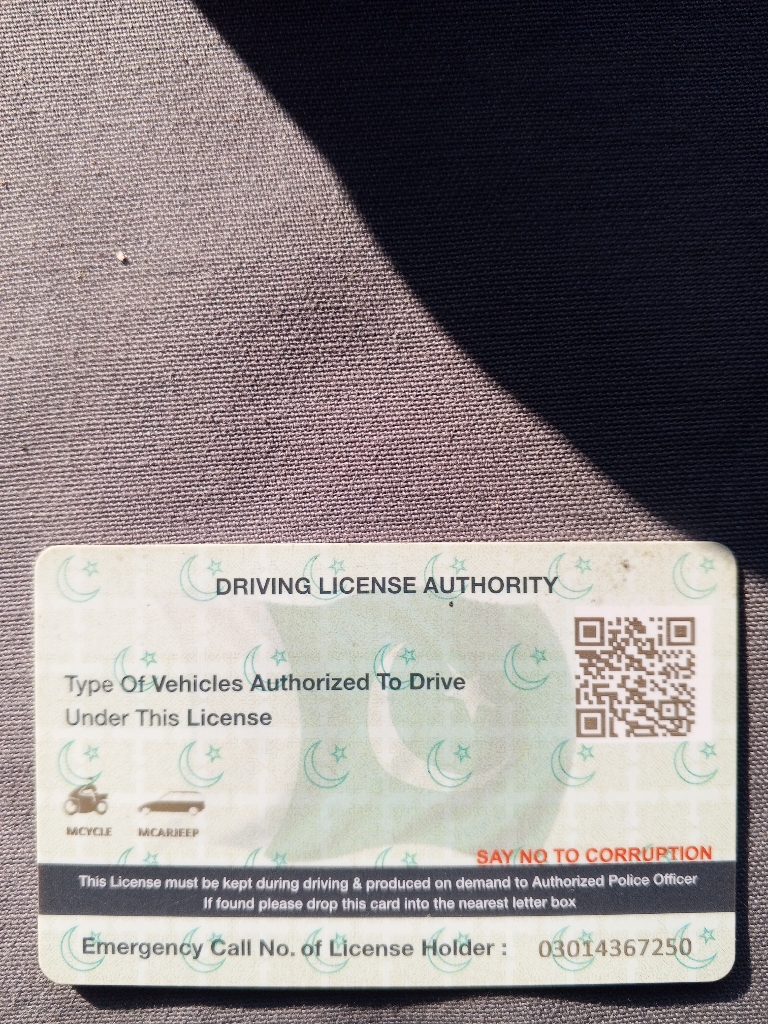 DRIVING LICENSE AUTHORITY
Type Of Vehicles Authorized To Drive
Under This License
MCYCLE MCARJEEP
SAY NO TO CORRUPTION
This License must be kept during driving & produced on demand to Authorized Police Officer
If found please drop this card into the nearest letter box
Emergency Call No. of License Holder : 03014367250